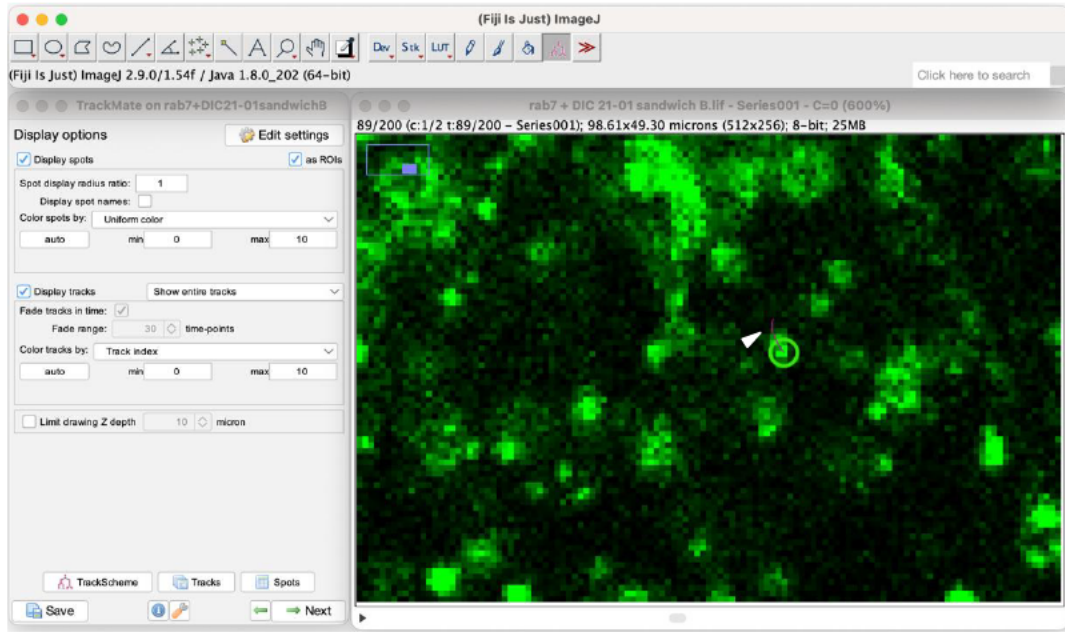 (Fiji Is Just) ImageJ
A Dev Stk LUT
(Fiji Is Just) ImageJ 2.9.0/1.54f / Java 1.8.0_202 (64-bit)
Click here to search
TrackMate on rab7+DIC21-01sandwichB
rab7 + DIC 21-01 sandwich B.lif - Series001 - C=0 (600%)
89/200 (c:1/2 t:89/200 - Series001); 98.61x49.30 microns (512x256); 8-bit; 25MB
Display options
Edit settings
Display spots
as ROIs
Spot display radius ratio: 1
Display spot names:
Color spots by: Uniform color
auto min 0 max 10
Display tracks Show entire tracks
Fade tracks in time:
Fade range: 30 time-points
Color tracks by: Track index
auto min 0 max 10
Limit drawing Z depth 10 micron
TrackScheme Tracks Spots
Save Next